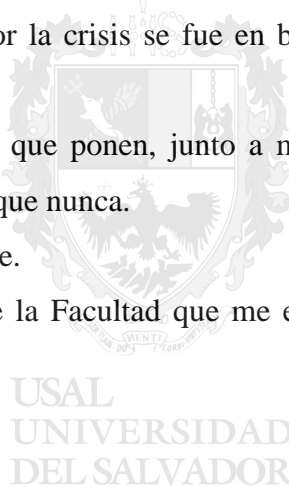 or la crisis se fue en b
que ponen, junto a m
que nunca.
e.
e la Facultad que me e
USAL
UNIVERSIDAD
DEL SALVADOR